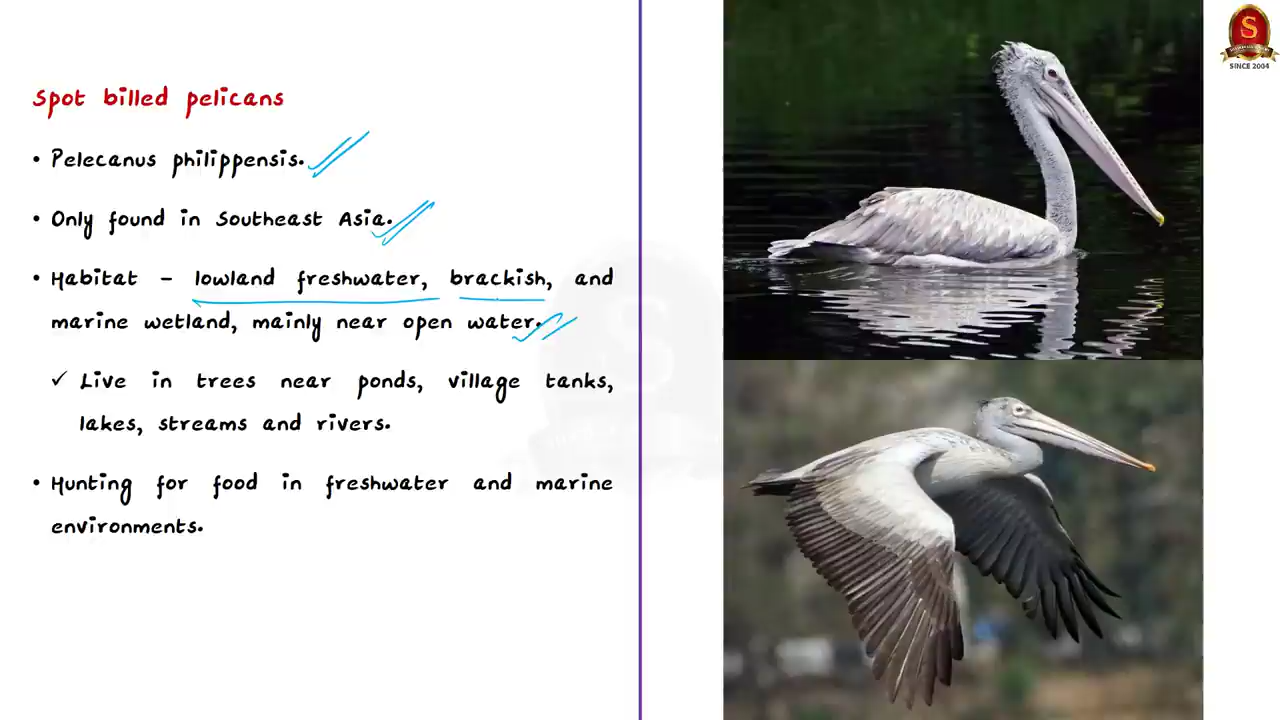 Spot billed pelicans
• Pelecanus philippensis.
• Only found in Southeast Asia.
• Habitat – lowland freshwater, brackish, and
marine wetland, mainly near open water.
✓ Live in trees near ponds, village tanks,
lakes, streams and rivers.
• Hunting for food in freshwater and marine
environments.
S
SINCE 2004